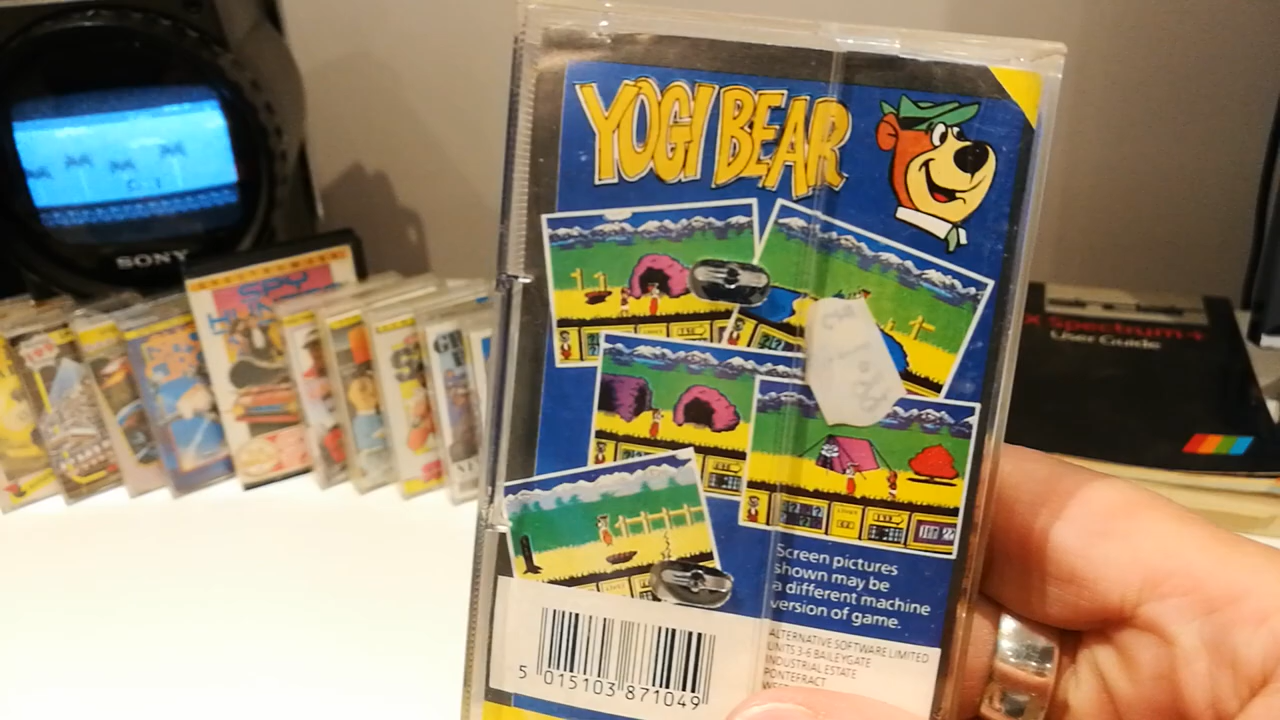 YOGI BEAR
SONY
Spectrum+
User Guide
Screen pictures
shown may be
a different machine
version of game.
ALTERNATIVE SOFTWARE LIMITED
UNITS 3-6 BAILEYGATE
INDUSTRIAL ESTATE
PONTEFRACT
5 015103 871049